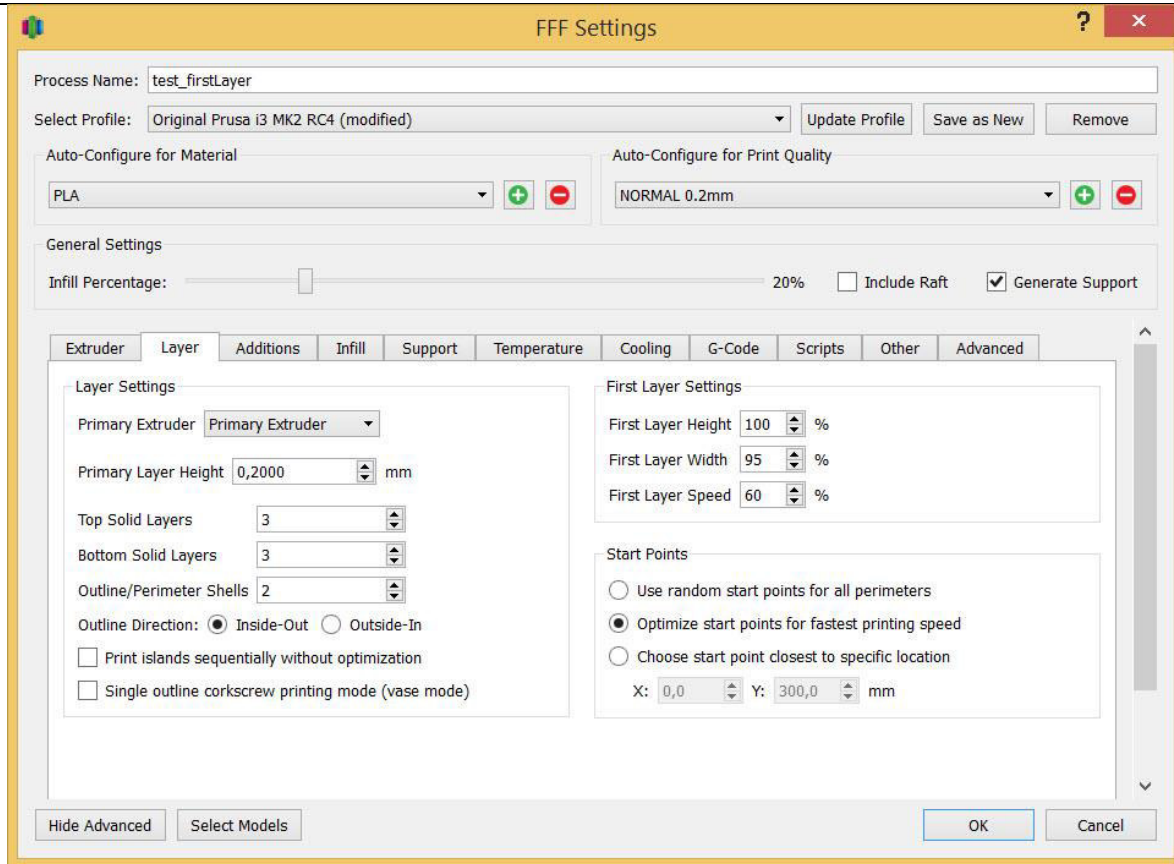 FFF Settings ? ×
Process Name: test_firstLayer
Select Profile: Original Prusa i3 MK2 RC4 (modified) Update Profile Save as New Remove
Auto-Configure for Material Auto-Configure for Print Quality
PLA NORMAL 0.2mm
General Settings
Infill Percentage: 20% Include Raft Generate Support
Extruder Layer Additions Infill Support Temperature Cooling G-Code Scripts Other Advanced
Layer Settings
Primary Extruder Primary Extruder
Primary Layer Height 0,2000 mm
Top Solid Layers 3
Bottom Solid Layers 3
Outline/Perimeter Shells 2
Outline Direction: Inside-Out Outside-In
Print islands sequentially without optimization
Single outline corkscrew printing mode (vase mode)
First Layer Settings
First Layer Height 100 %
First Layer Width 95 %
First Layer Speed 60 %
Start Points
Use random start points for all perimeters
Optimize start points for fastest printing speed
Choose start point closest to specific location
X: 0,0 Y: 300,0 mm
Hide Advanced Select Models OK Cancel